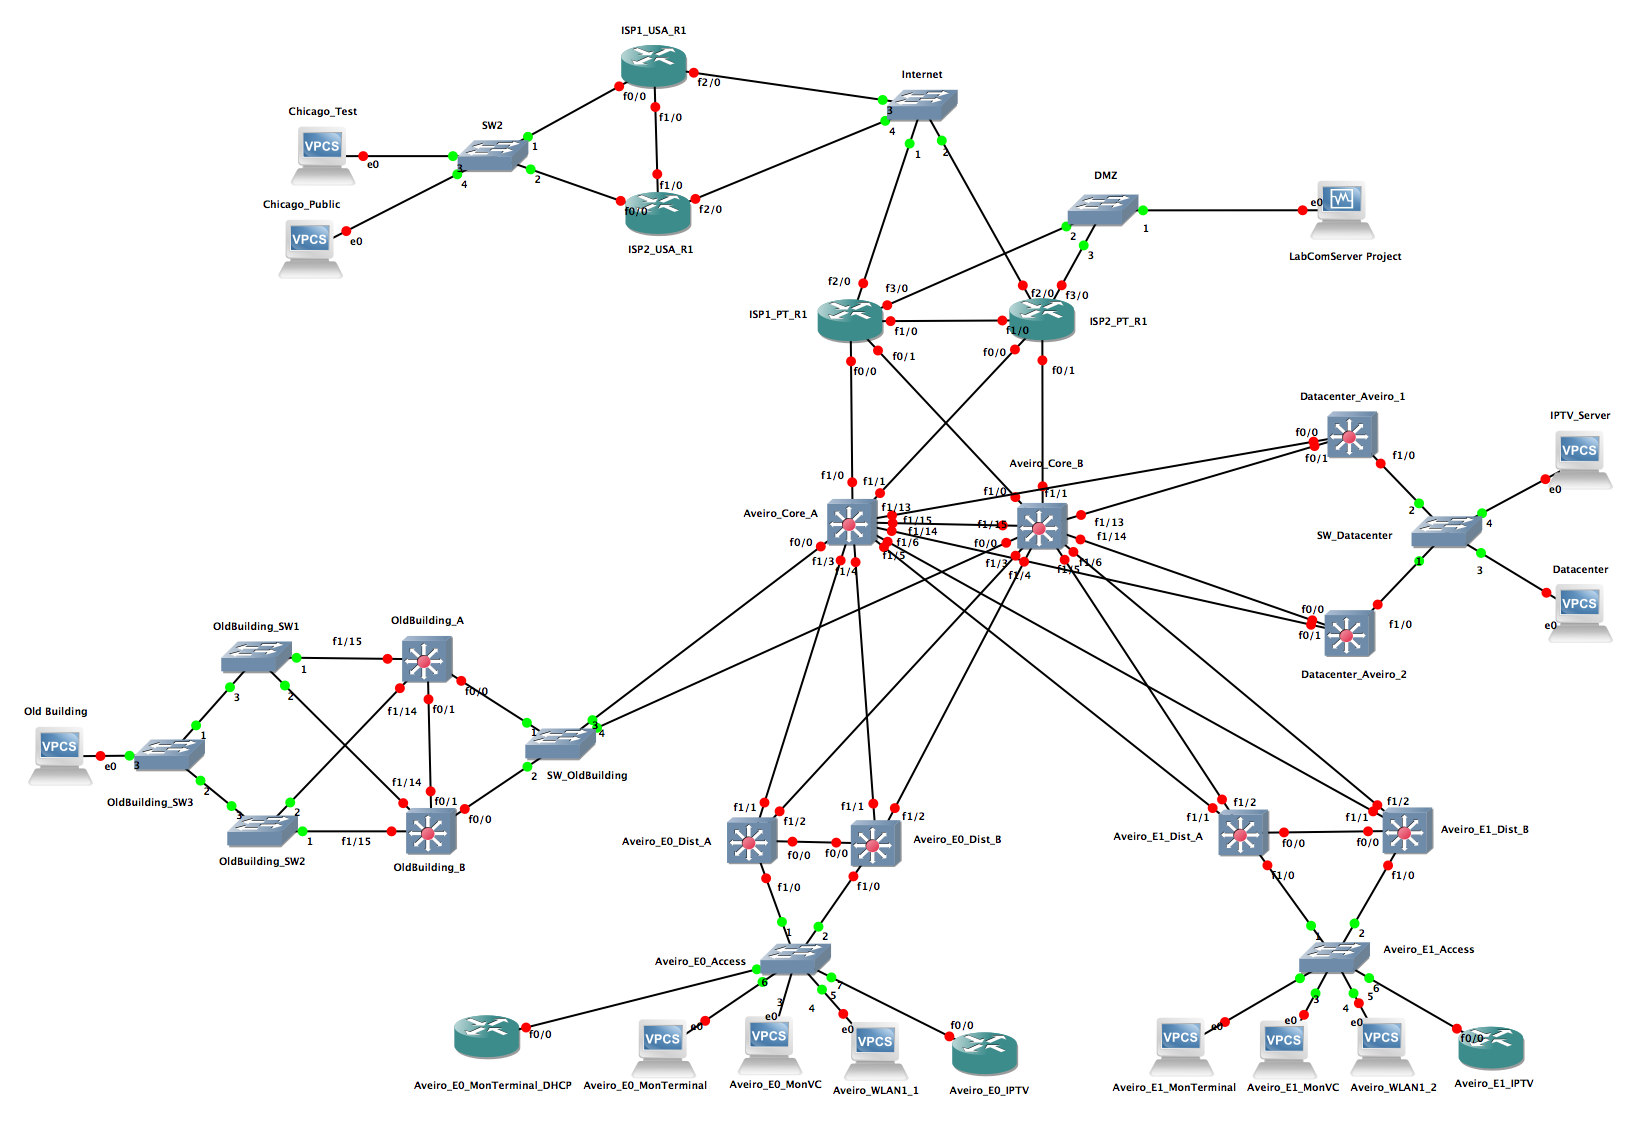 ISP1_USA_R1
f0/0
f2/0
f1/0
Internet
3
4
1
2
Chicago_Test
VPCS
e0
SW2
3
4
1
2
Chicago_Public
VPCS
e0
f1/0
f0/0
f2/0
ISP2_USA_R1
DMZ
2
3
1
e0
LabComServer Project
f2/0
f3/0
ISP1_PT_R1
f1/0
f0/1
f0/0
f2/0
f3/0
f1/0
ISP2_PT_R1
f0/0
f0/1
Datacenter_Aveiro_1
f0/0
f0/1
f1/0
IPTV_Server
VPCS
e0
2
4
SW_Datacenter
1
3
Datacenter
VPCS
e0
f0/0
f0/1
f1/0
Datacenter_Aveiro_2
Aveiro_Core_B
f1/0
f1/1
f1/15
f1/13
f1/14
f0/0
f1/3
f1/4
f1/5
f1/6
f1/0
f1/1
Aveiro_Core_A
f1/13
f1/15
f1/14
f1/6
f1/5
f0/0
f1/3
f1/4
OldBuilding_SW1
f1/15
1
3
2
OldBuilding_A
f0/0
f0/1
f1/14
Old Building
VPCS
e0
3
1
2
OldBuilding_SW3
1
3
4
2
SW_OldBuilding
f1/14
f0/1
f0/0
f1/15
OldBuilding_B
3
2
1
OldBuilding_SW2
f1/1
f1/2
Aveiro_E0_Dist_A
f0/0
f1/0
f1/1
f1/2
Aveiro_E0_Dist_B
f0/0
f1/0
f1/2
f1/1
Aveiro_E1_Dist_A
f0/0
f1/0
f1/2
f1/1
Aveiro_E1_Dist_B
f0/0
f1/0
1
2
Aveiro_E0_Access
6
3
4
5
7
f0/0
Aveiro_E0_MonTerminal_DHCP
e0
VPCS
Aveiro_E0_MonTerminal
e0
VPCS
Aveiro_E0_MonVC
e0
VPCS
Aveiro_WLAN1_1
f0/0
Aveiro_E0_IPTV
1
2
Aveiro_E1_Access
3
4
5
6
e0
VPCS
Aveiro_E1_MonTerminal
e0
VPCS
Aveiro_E1_MonVC
e0
VPCS
Aveiro_WLAN1_2
f0/0
Aveiro_E1_IPTV